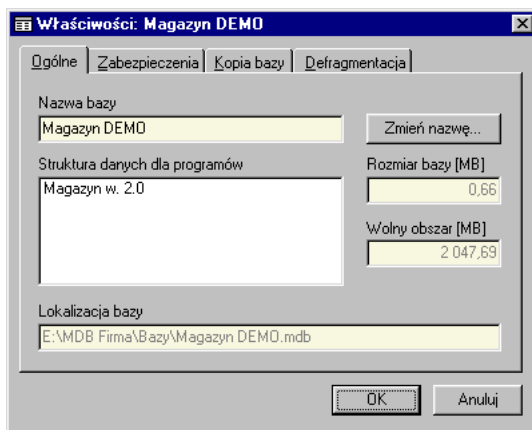 Właściwości: Magazyn DEMO
Ogólne Zabezpieczenia Kopia bazy Defragmentacja
Nazwa bazy
Magazyn DEMO
Zmień nazwę...
Struktura danych dla programów
Magazyn w. 2.0
Rozmiar bazy [MB]
0,66
Wolny obszar [MB]
2 047,69
Lokalizacja bazy
E:\MDB Firma\Bazy\Magazyn DEMO.mdb
OK Anuluj